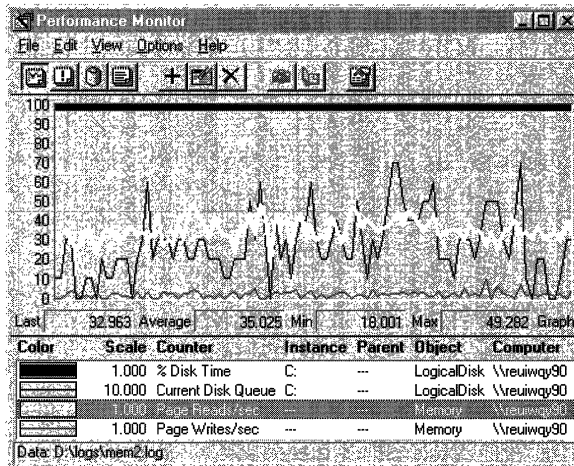 Performance Monitor
File Edit View Options Help
100
90
80
70
60
50
40
30
20
10
0
Last 32.963 Average 35.025 Min 18.001 Max 49.282 Graph
Color Scale Counter Instance Parent Object Computer
1.000 % Disk Time C: --- LogicalDisk \\reuiwqy90
10.000 Current Disk Queue C: --- LogicalDisk \\reuiwqy90
1.000 Page Reads/sec --- --- Memory \\reuiwqy90
1.000 Page Writes/sec --- --- Memory \\reuiwqy90
Data: D:\logs\mem2.log